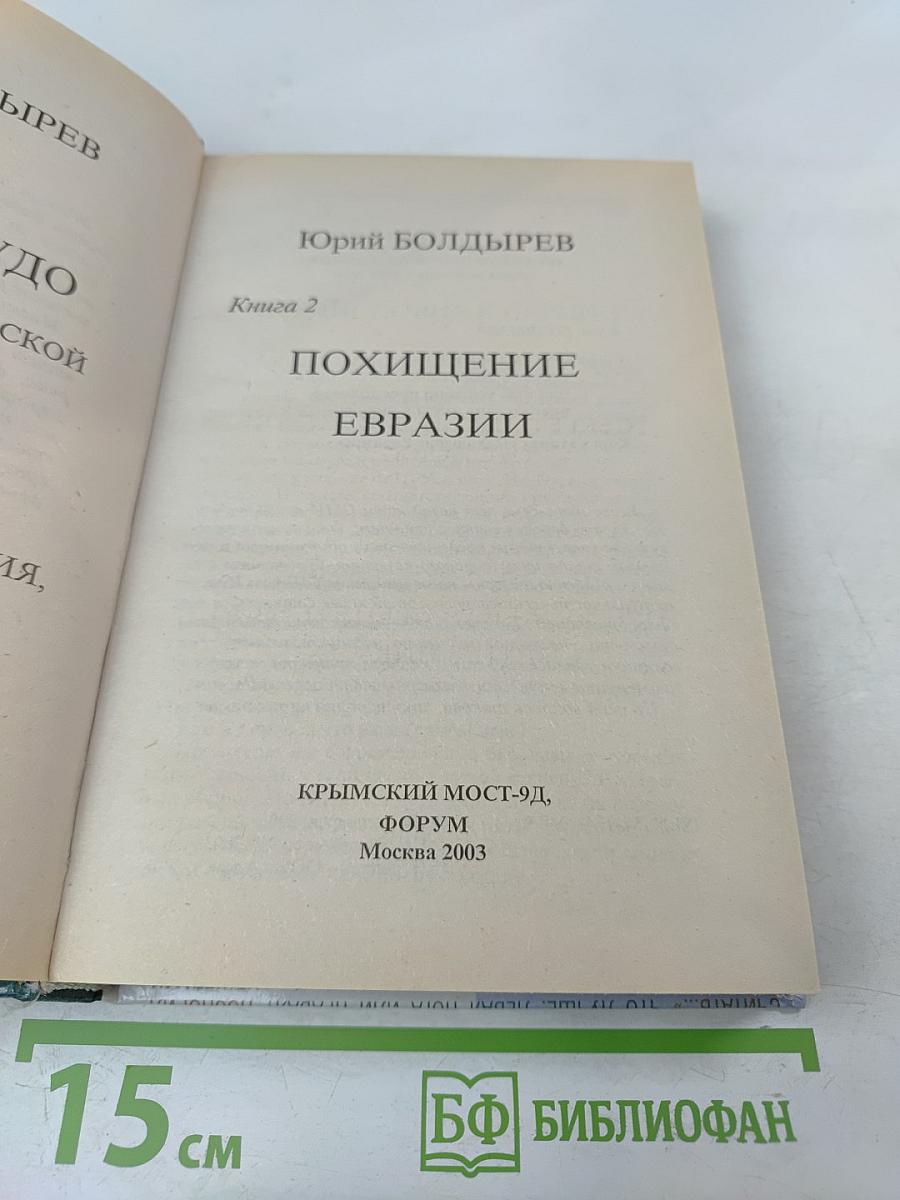 ЫРЕВ
УДО
СКОЙ
ИЯ,
Юрий БОЛДЫРЕВ
Книга 2
ПОХИЩЕНИЕ
ЕВРАЗИИ
КРЫМСКИЙ МОСТ-9Д,
ФОРУМ
Москва 2003
15 см
БФ БИБЛИОФАН